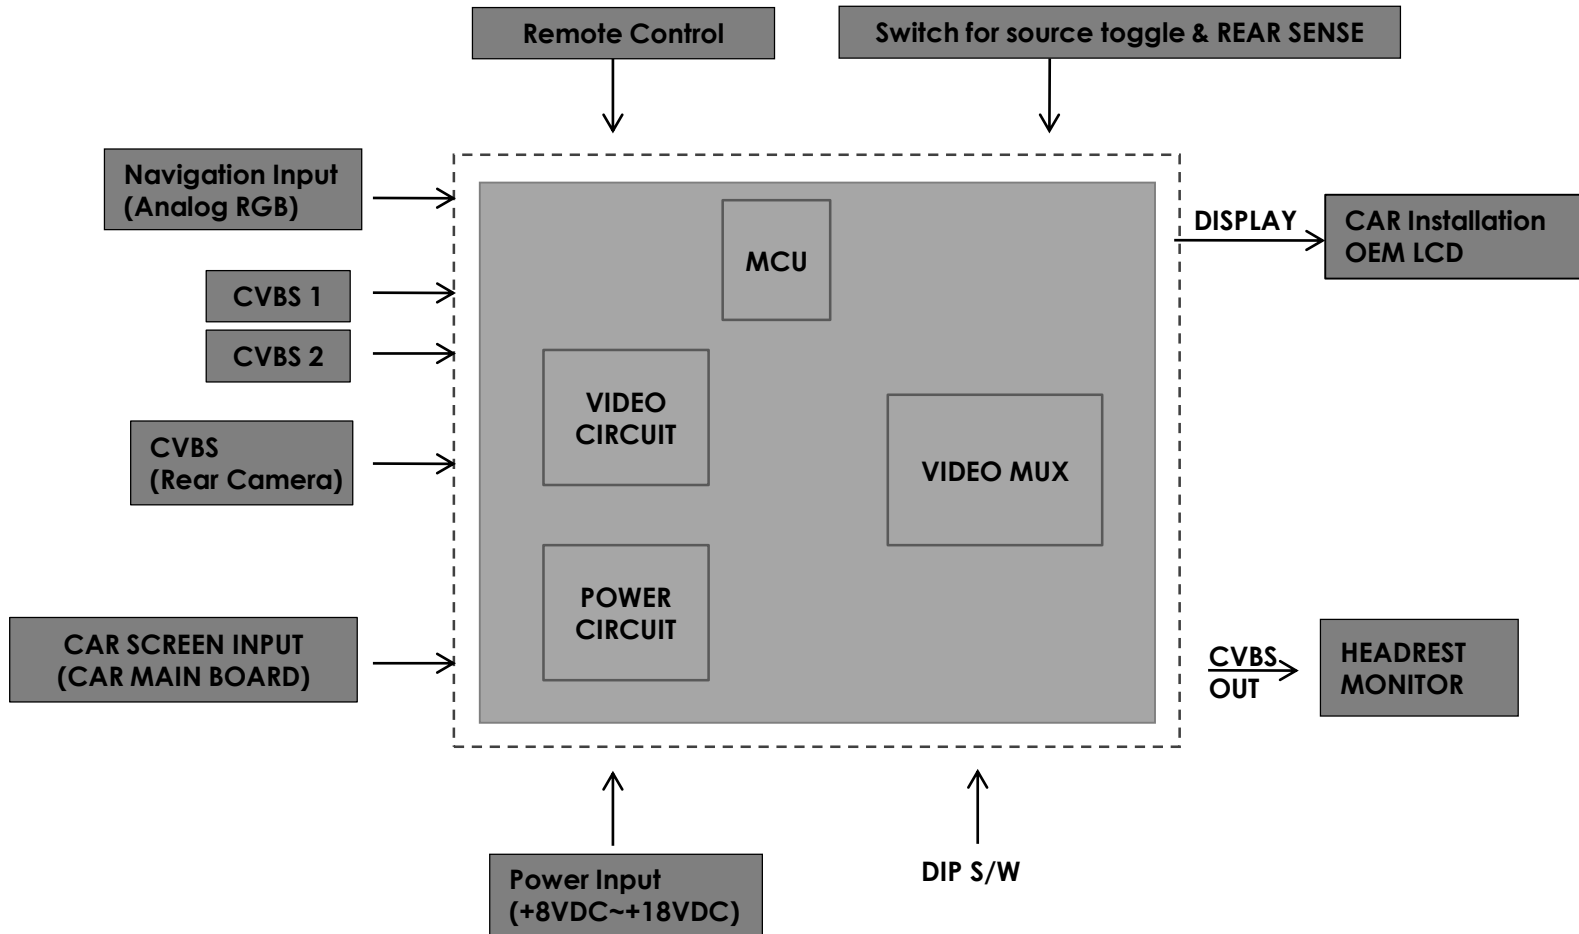 Remote Control
Switch for source toggle & REAR SENSE
Navigation Input
(Analog RGB)
CVBS 1
CVBS 2
CVBS
(Rear Camera)
CAR SCREEN INPUT
(CAR MAIN BOARD)
MCU
VIDEO
CIRCUIT
VIDEO MUX
POWER
CIRCUIT
DISPLAY
CAR Installation
OEM LCD
CVBS
OUT
HEADREST
MONITOR
Power Input
(+8VDC~+18VDC)
DIP S/W